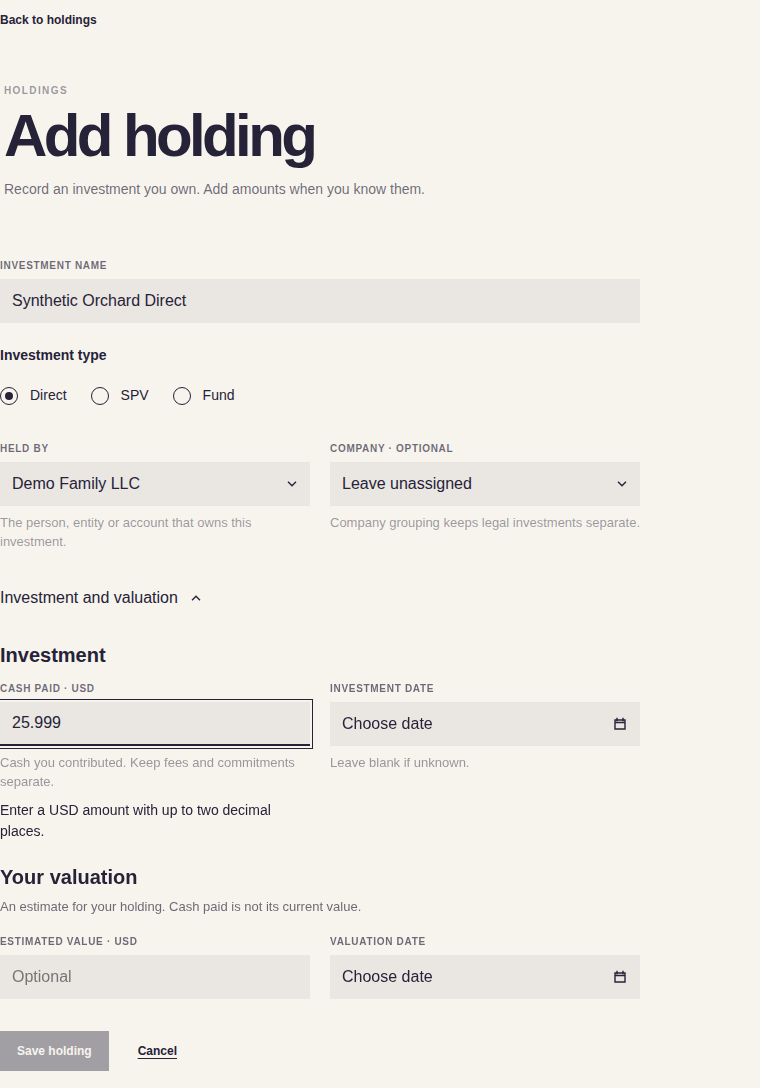 Back to holdings
HOLDINGS
Add holding
Record an investment you own. Add amounts when you know them.
INVESTMENT NAME
Synthetic Orchard Direct
Investment type
Direct
SPV
Fund
HELD BY
COMPANY · OPTIONAL
Demo Family LLC
Leave unassigned
The person, entity or account that owns this
investment.
Company grouping keeps legal investments separate.
Investment and valuation
Investment
CASH PAID · USD
INVESTMENT DATE
25.999
Choose date
Cash you contributed. Keep fees and commitments
separate.
Leave blank if unknown.
Enter a USD amount with up to two decimal
places.
Your valuation
An estimate for your holding. Cash paid is not its current value.
ESTIMATED VALUE · USD
VALUATION DATE
Optional
Choose date
Save holding
Cancel